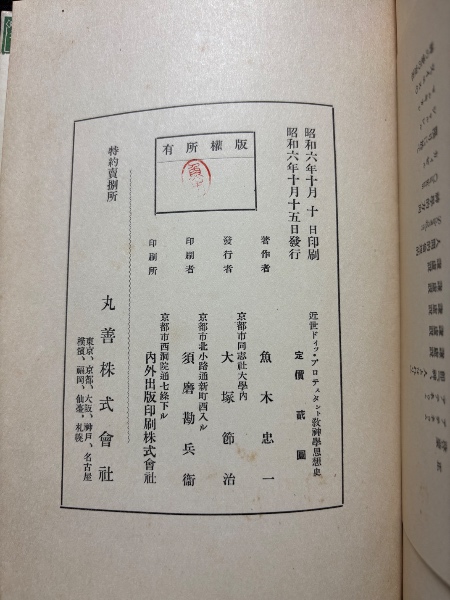 昭和六年十月 十 日印刷
昭和六年十月十五日發行
版權所有
近世ドイツ・プロテスタント敎神學思想史
定價 貳圓
著作者 魚木忠一
京都市同志社大學內
發行者 大塚節治
京都市北小路通新町西入ル
印刷者 須磨勘兵衞
京都市西洞院通七條下ル
印刷所 內外出版印刷株式會社
特約賣捌所
丸善株式會社
東京、京都、大阪、神戶、名古屋
橫濱、福岡、仙臺、札幌